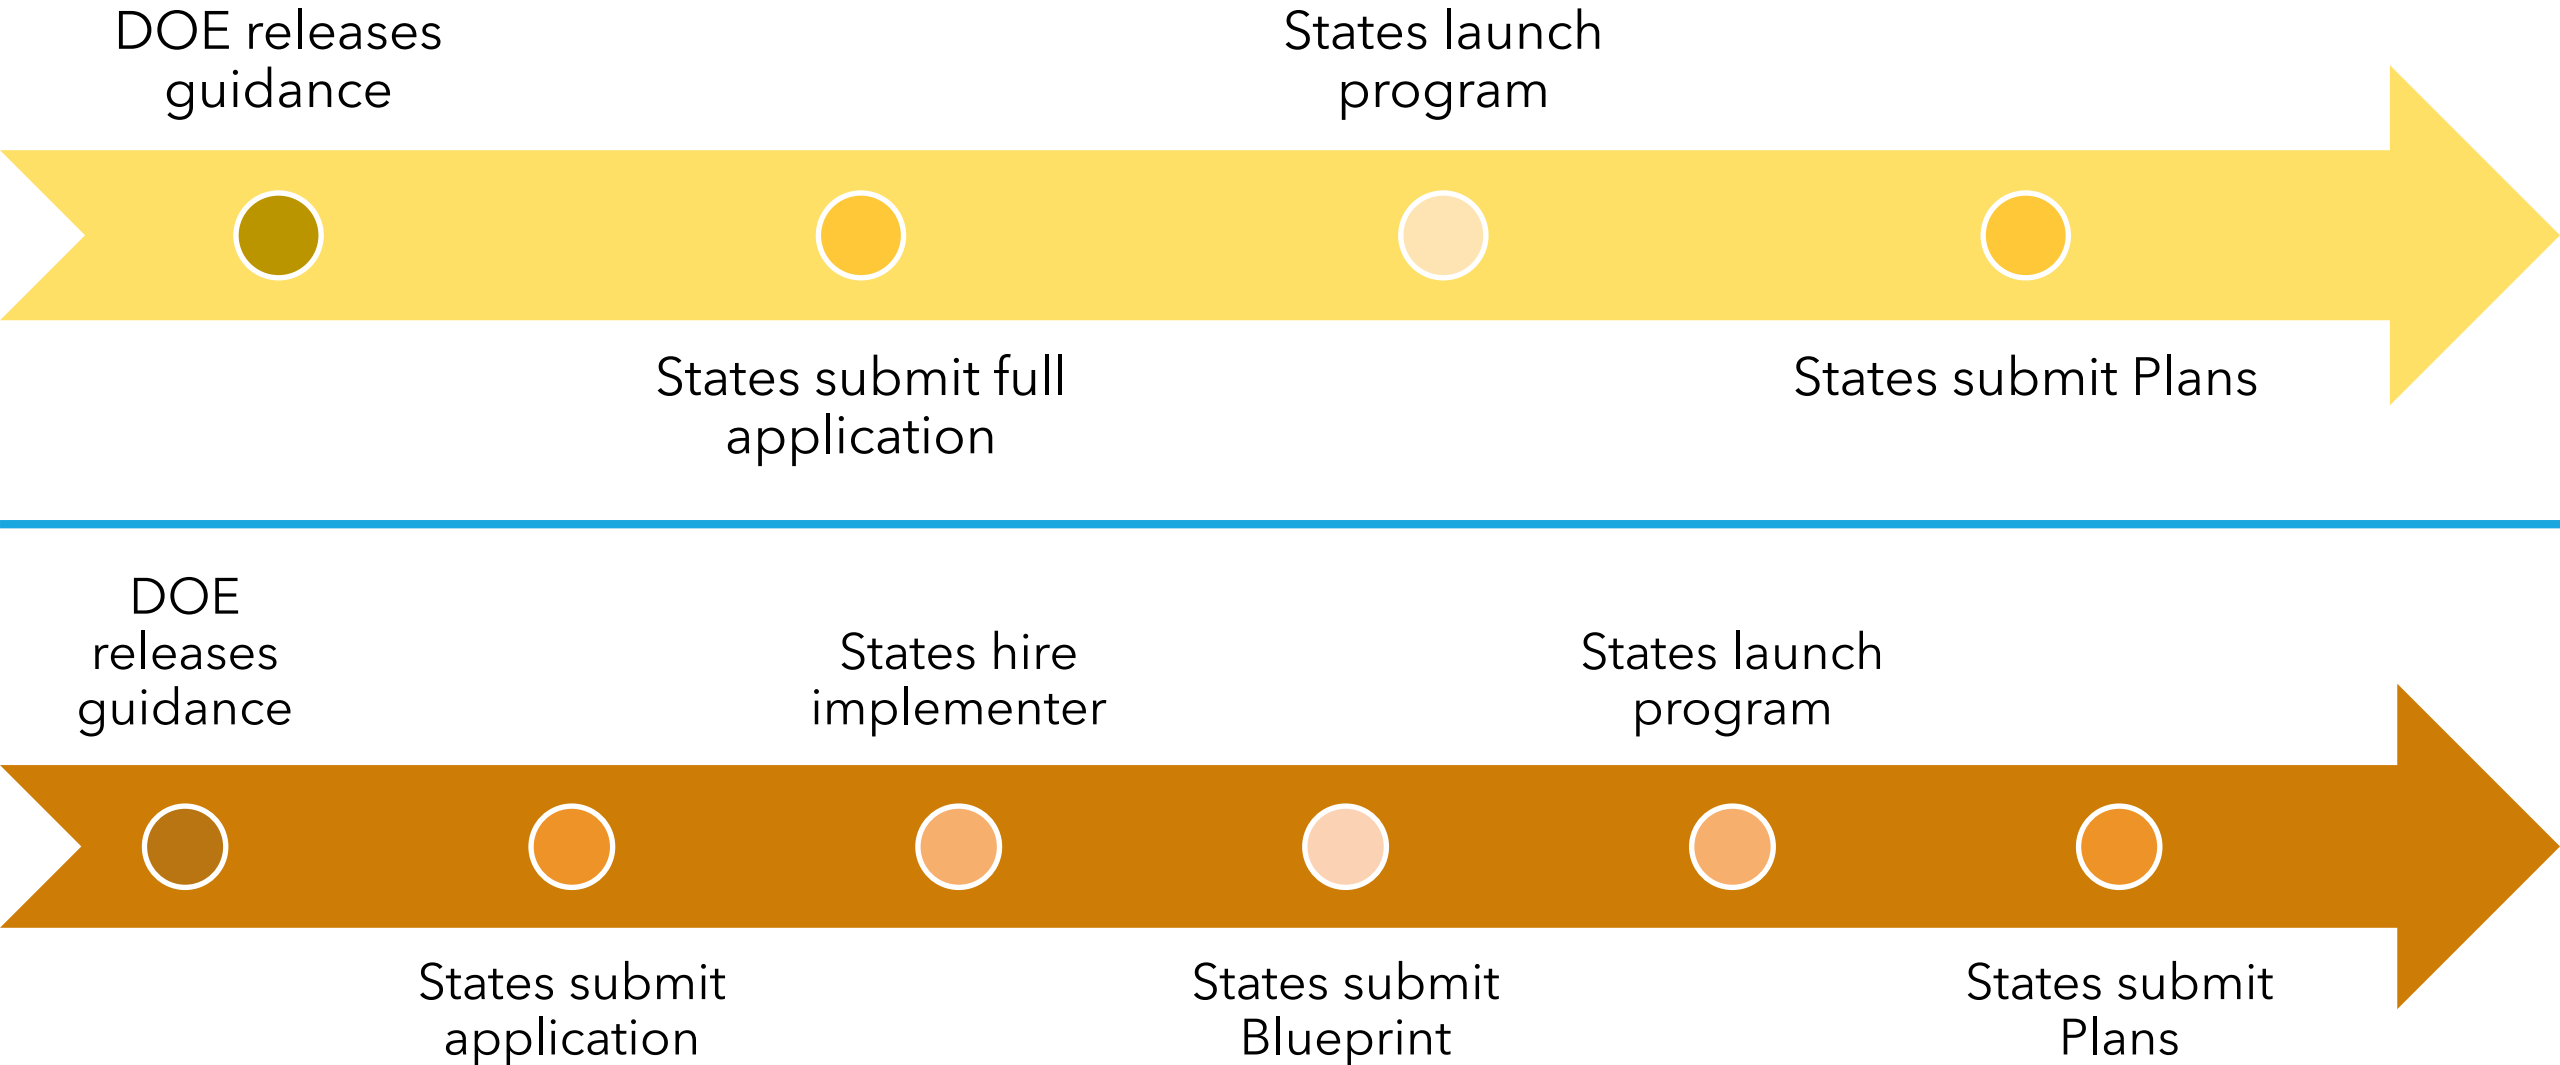 DOE releases
guidance
States launch
program
States submit full
application
States submit Plans
DOE
releases
guidance
States hire
implementer
States launch
program
States submit
application
States submit
Blueprint
States submit
Plans